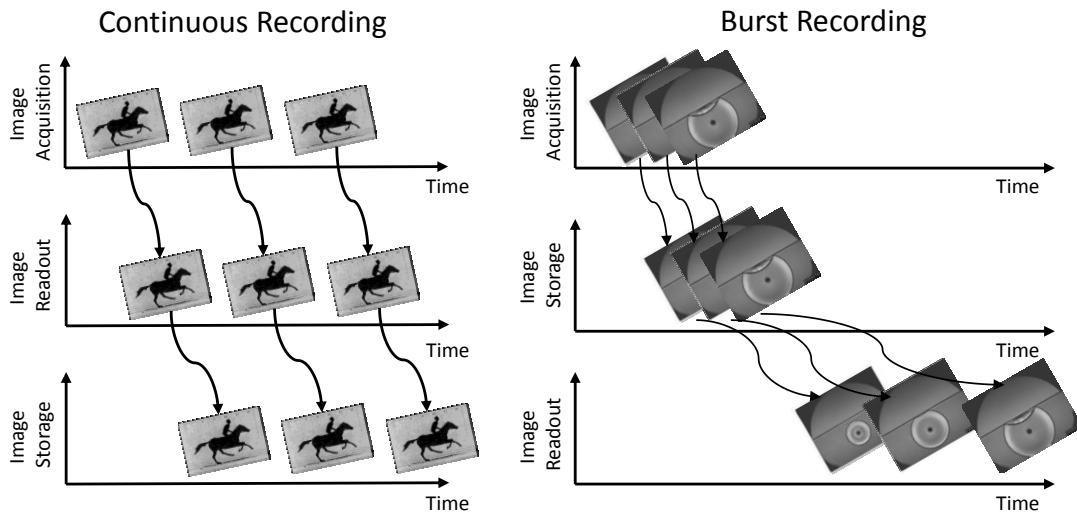 Continuous Recording
Image
Acquisition
Time
Image
Readout
Time
Image
Storage
Time
Burst Recording
Image
Acquisition
Time
Image
Storage
Time
Image
Readout
Time